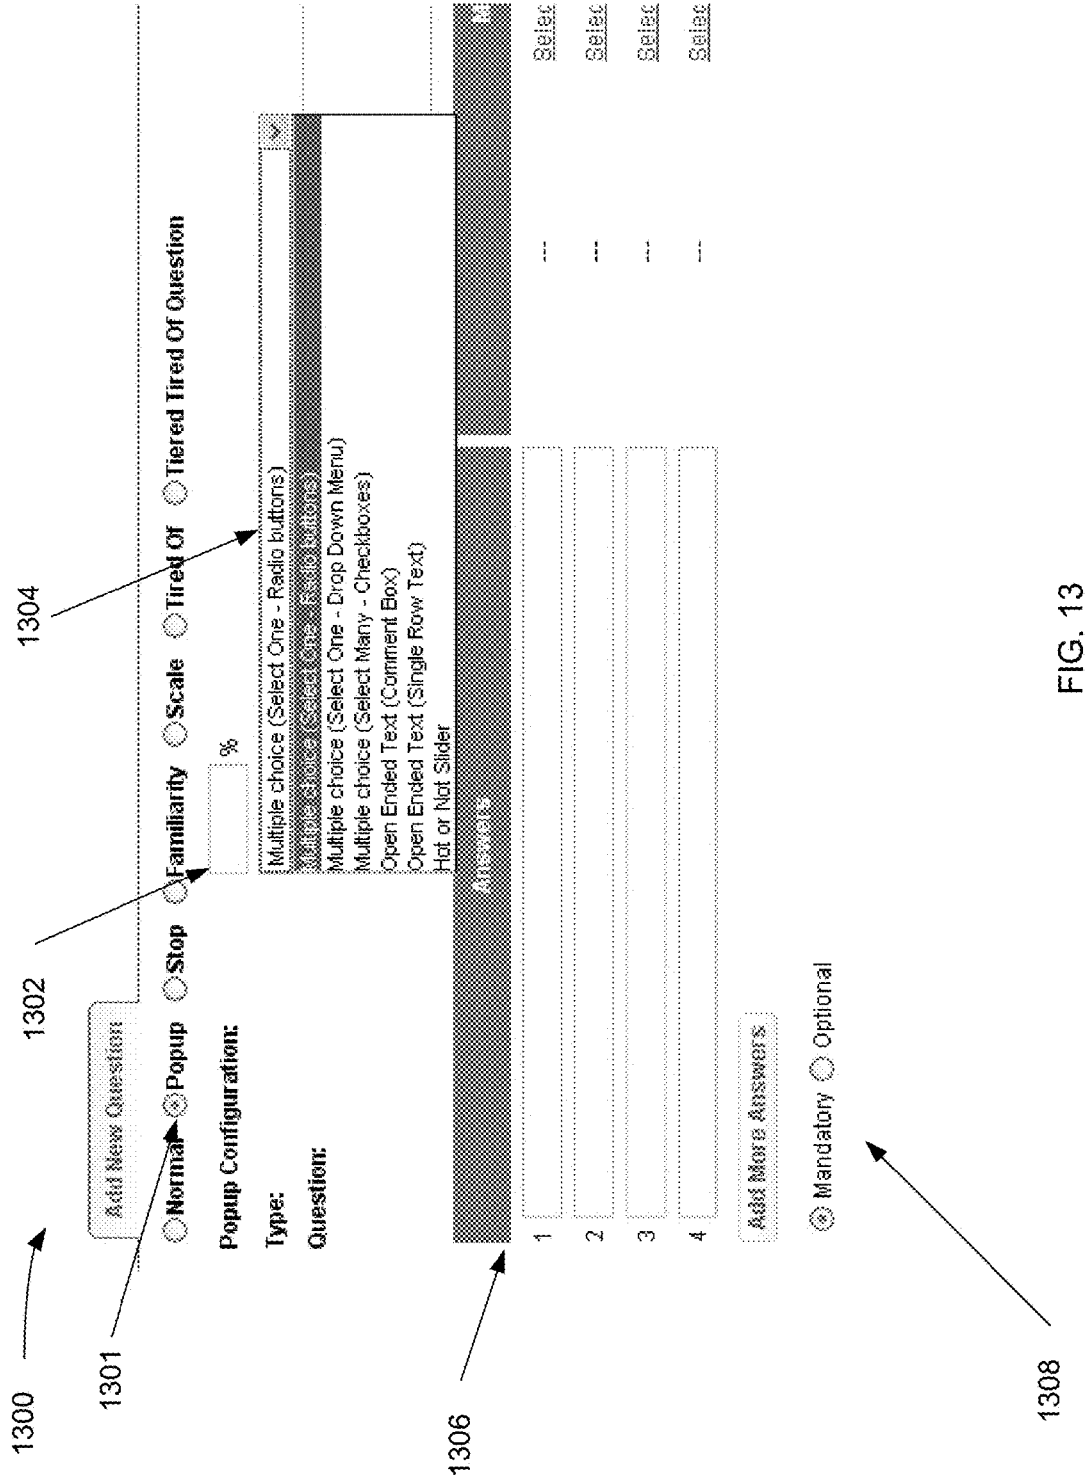 1300
1301
1302
1304
Add New Question
Normal Popup Stop Familiarity Scale Tired Of Tiered Tired Of Question
Popup Configuration: %
Type: Multiple choice (Select One - Radio buttons)
Multiple choice (Select One - Radio buttons)
Question:
Multiple choice (Select One - Drop Down Menu)
Multiple choice (Select Many - Checkboxes)
Open Ended Text (Comment Box)
Open Ended Text (Single Row Text)
Hot or Not Slider
1306
Answers
1 --- Selec
2 --- Selec
3 --- Selec
4 --- Selec
Add More Answers
Mandatory Optional
1308
FIG. 13